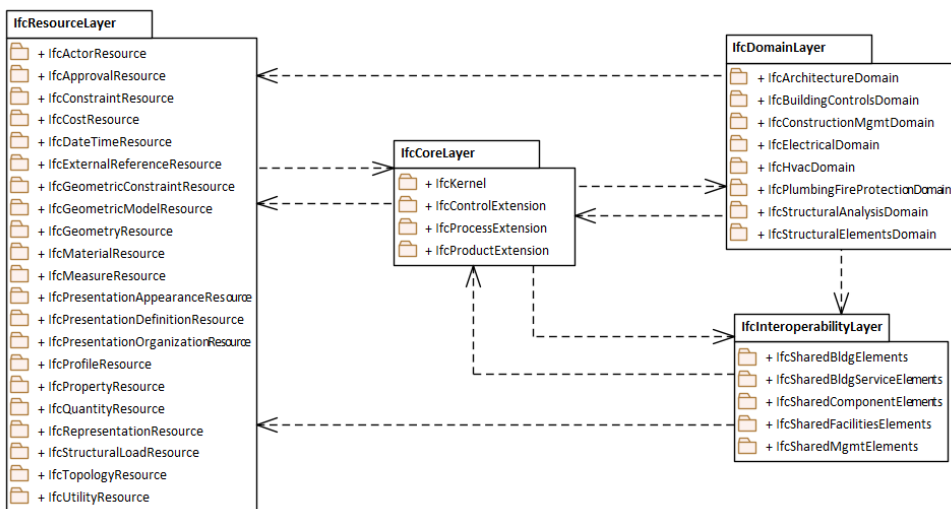 IfcResourceLayer
+ IfcActorResource
+ IfcApprovalResource
+ IfcConstraintResource
+ IfcCostResource
+ IfcDateTimeResource
+ IfcExternalReferenceResource
+ IfcGeometricConstraintResource
+ IfcGeometricModelResource
+ IfcGeometryResource
+ IfcMaterialResource
+ IfcMeasureResource
+ IfcPresentationAppearanceResource
+ IfcPresentationDefinitionResource
+ IfcPresentationOrganizationResource
+ IfcProfileResource
+ IfcPropertyResource
+ IfcQuantityResource
+ IfcRepresentationResource
+ IfcStructuralLoadResource
+ IfcTopologyResource
+ IfcUtilityResource
IfcCoreLayer
+ IfcKernel
+ IfcControlExtension
+ IfcProcessExtension
+ IfcProductExtension
IfcDomainLayer
+ IfcArchitectureDomain
+ IfcBuildingControlsDomain
+ IfcConstructionMgmtDomain
+ IfcElectricalDomain
+ IfcHvacDomain
+ IfcPlumbingFireProtectionDomain
+ IfcStructuralAnalysisDomain
+ IfcStructuralElementsDomain
IfcInteroperabilityLayer
+ IfcSharedBldgElements
+ IfcSharedBldgServiceElements
+ IfcSharedComponentElements
+ IfcSharedFacilitiesElements
+ IfcSharedMgmtElements